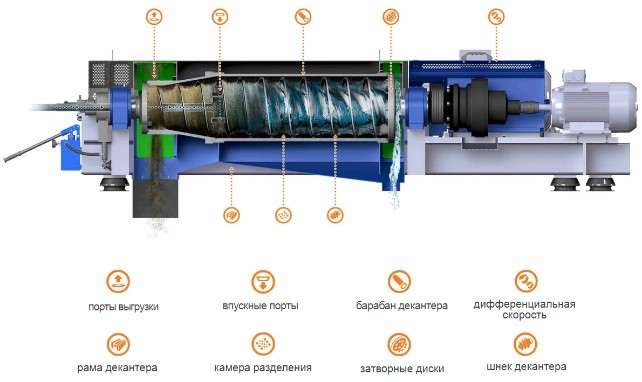 порты выгрузки
впускные порты
барабан декантера
дифференциальная
скорость
рама декантера
камера разделения
затворные диски
шнек декантера